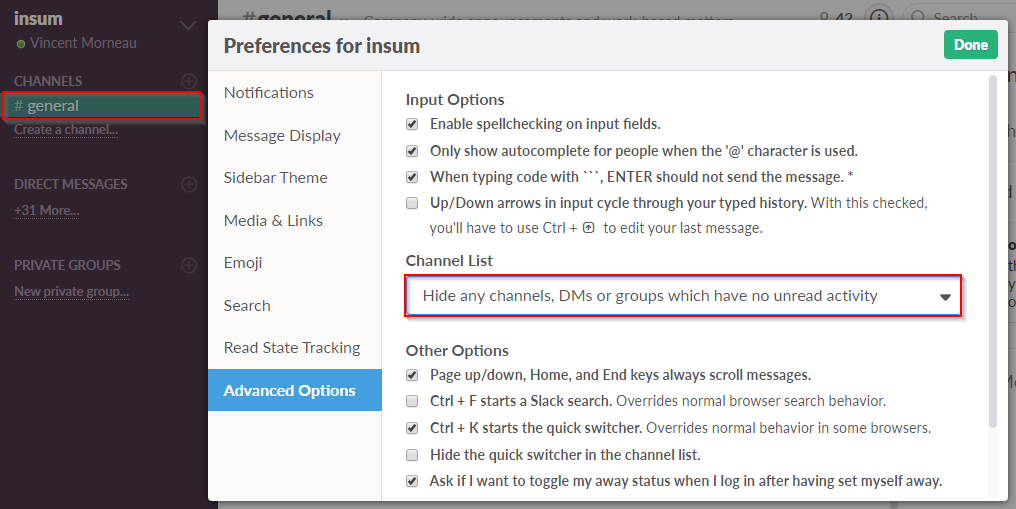 insum
Vincent Morneau
CHANNELS
# general
Create a channel...
DIRECT MESSAGES
+31 More...
PRIVATE GROUPS
New private group...
#general
Company wide announcements and work-based matters
42
Search
Preferences for insum
Done
Notifications
Message Display
Sidebar Theme
Media & Links
Emoji
Search
Read State Tracking
Advanced Options
Input Options
Enable spellchecking on input fields.
Only show autocomplete for people when the '@' character is used.
When typing code with ```, ENTER should not send the message. *
Up/Down arrows in input cycle through your typed history. With this checked,
you'll have to use Ctrl + to edit your last message.
Channel List
Hide any channels, DMs or groups which have no unread activity
Other Options
Page up/down, Home, and End keys always scroll messages.
Ctrl + F starts a Slack search. Overrides normal browser search behavior.
Ctrl + K starts the quick switcher. Overrides normal behavior in some browsers.
Hide the quick switcher in the channel list.
Ask if I want to toggle my away status when I log in after having set myself away.